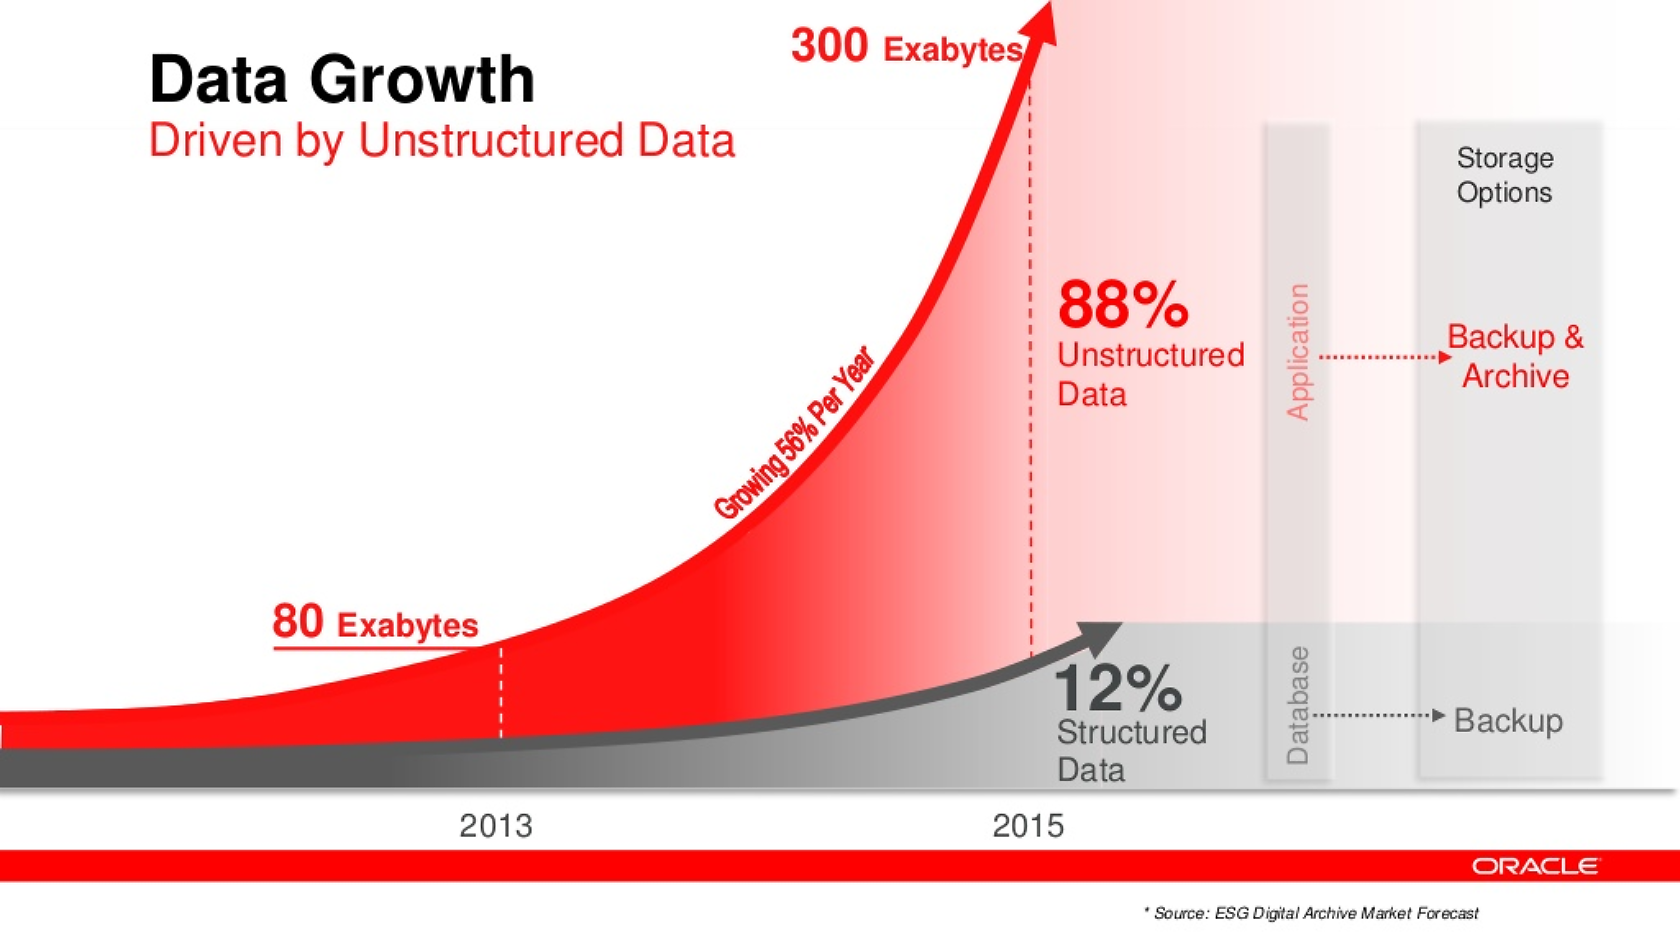 Data Growth
Driven by Unstructured Data
300 Exabytes
Growing 56% Per Year
80 Exabytes
88%
Unstructured
Data
12%
Structured
Data
Application
Database
Storage
Options
Backup &
Archive
Backup
2013
2015
ORACLE
* Source: ESG Digital Archive Market Forecast